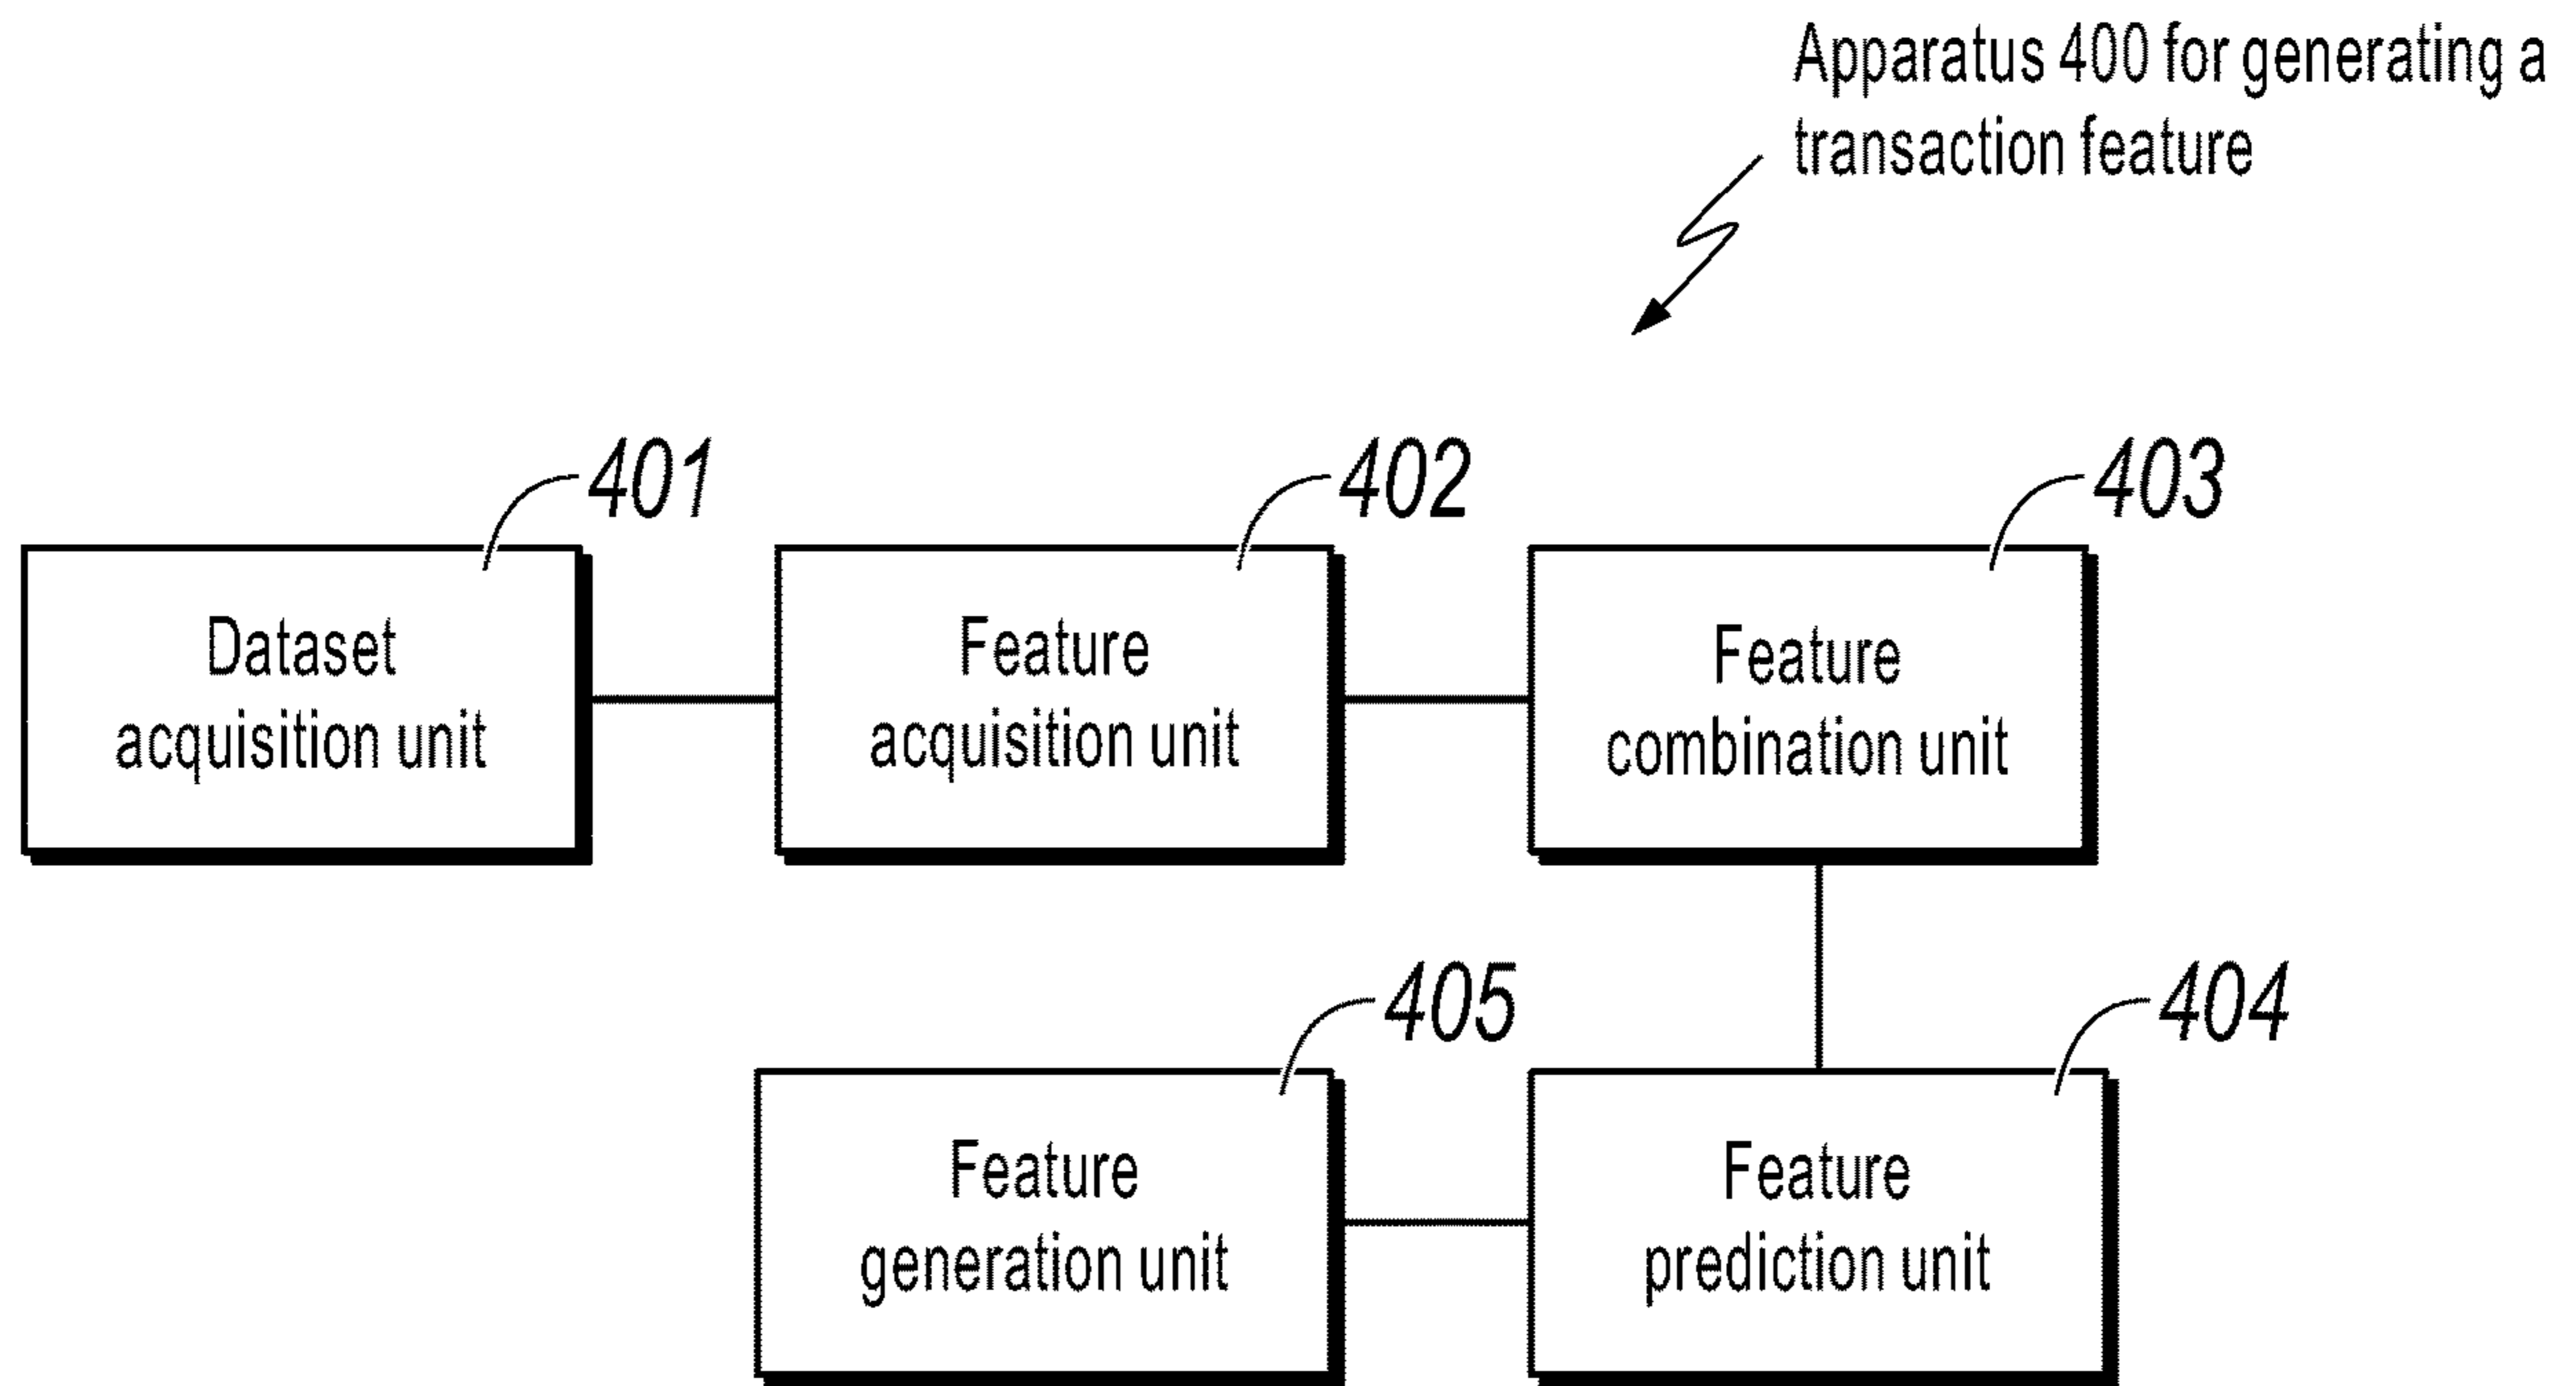 Apparatus 400 for generating a
transaction feature
401
402
403
Dataset
acquisition unit
Feature
acquisition unit
Feature
combination unit
405
404
Feature
generation unit
Feature
prediction unit